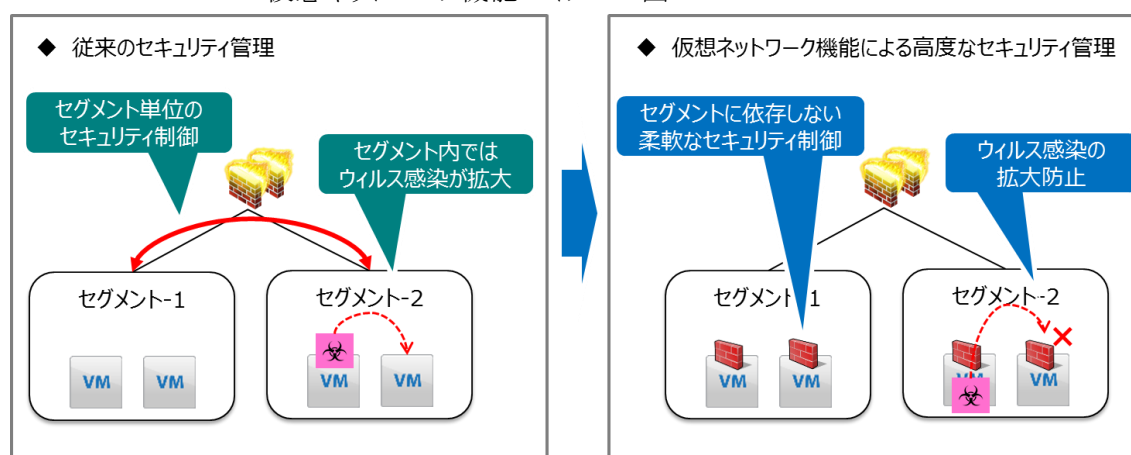 ◆ 従来のセキュリティ管理
セグメント単位の
セキュリティ制御
セグメント内では
ウィルス感染が拡大
セグメント-1
セグメント-2
VM
VM
VM
VM
◆ 仮想ネットワーク機能による高度なセキュリティ管理
セグメントに依存しない
柔軟なセキュリティ制御
ウィルス感染の
拡大防止
セグメント-1
セグメント-2
VM
VM
VM
VM